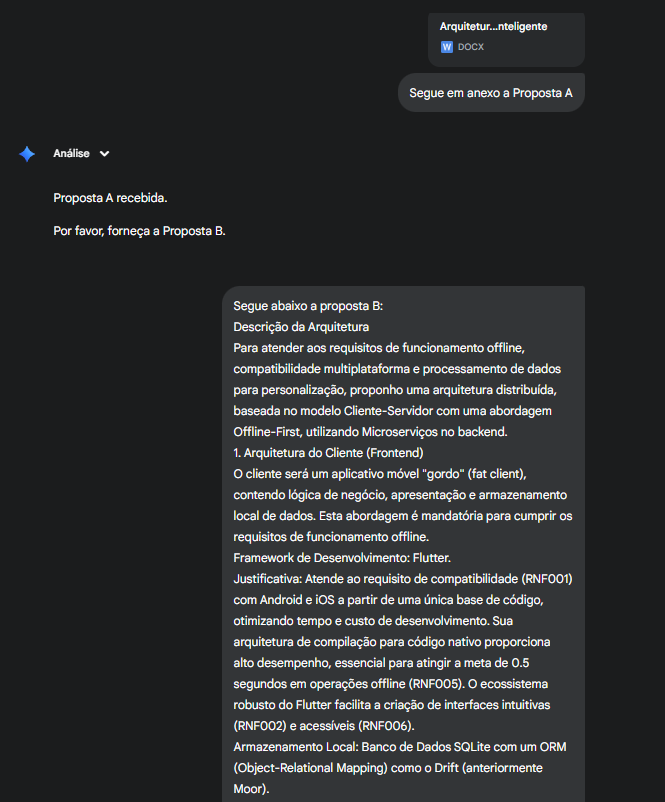 Arquitetur...nteligente
W DOCX
Segue em anexo a Proposta A
Análise
Proposta A recebida.
Por favor, forneça a Proposta B.
Segue abaixo a proposta B:
Descrição da Arquitetura
Para atender aos requisitos de funcionamento offline,
compatibilidade multiplataforma e processamento de dados
para personalização, proponho uma arquitetura distribuída,
baseada no modelo Cliente-Servidor com uma abordagem
Offline-First, utilizando Microserviços no backend.
1. Arquitetura do Cliente (Frontend)
O cliente será um aplicativo móvel "gordo" (fat client),
contendo lógica de negócio, apresentação e armazenamento
local de dados. Esta abordagem é mandatória para cumprir os
requisitos de funcionamento offline.
Framework de Desenvolvimento: Flutter.
Justificativa: Atende ao requisito de compatibilidade (RNF001)
com Android e iOS a partir de uma única base de código,
otimizando tempo e custo de desenvolvimento. Sua
arquitetura de compilação para código nativo proporciona
alto desempenho, essencial para atingir a meta de 0.5
segundos em operações offline (RNF005). O ecossistema
robusto do Flutter facilita a criação de interfaces intuitivas
(RNF002) e acessíveis (RNF006).
Armazenamento Local: Banco de Dados SQLite com um ORM
(Object-Relational Mapping) como o Drift (anteriormente
Moor).